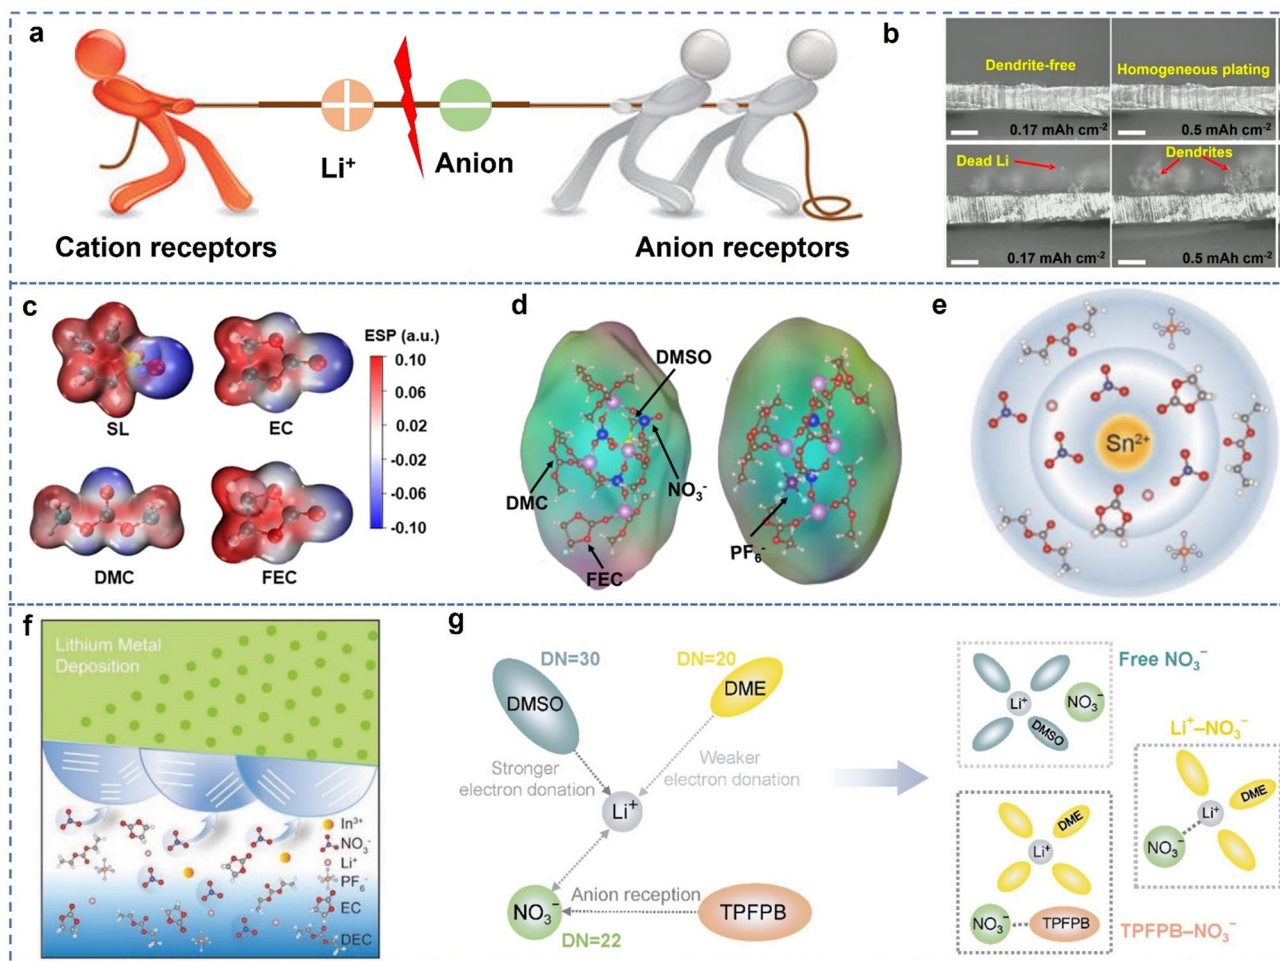 a
Li⁺
Anion
Cation receptors
Anion receptors
b
Dendrite-free
0.17 mAh cm⁻²
Homogeneous plating
0.5 mAh cm⁻²
Dead Li
0.17 mAh cm⁻²
Dendrites
0.5 mAh cm⁻²
c
SL
EC
DMC
FEC
ESP (a.u.)
0.10
0.06
0.02
-0.02
-0.06
-0.10
d
DMSO
DMC
NO₃⁻
FEC
PF₆⁻
e
Sn²⁺
f
Lithium Metal
Deposition
In³⁺
NO₃⁻
Li⁺
PF₆⁻
EC
DEC
g
DN=30
DMSO
DN=20
DME
Stronger
electron donation
Weaker
electron donation
Li⁺
Anion reception
NO₃⁻
DN=22
TPFPB
Free NO₃⁻
Li⁺
NO₃⁻
DMSO
Li⁺–NO₃⁻
DME
Li⁺
NO₃⁻
DME
Li⁺
NO₃⁻
TPFPB
TPFPB–NO₃⁻